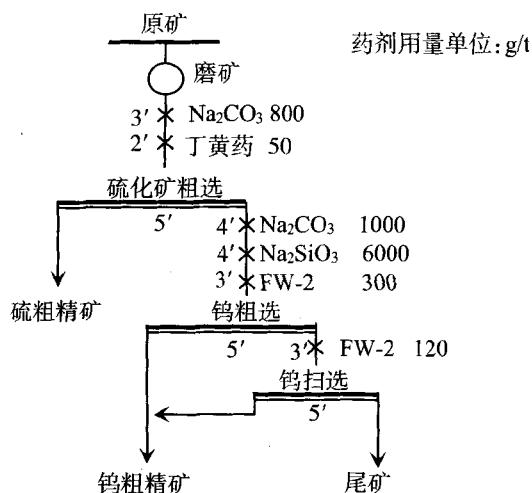 原矿
药剂用量单位:g/t
磨矿
3′ Na₂CO₃ 800
2′ 丁黄药 50
硫化矿粗选
5′
4′ Na₂CO₃ 1000
4′ Na₂SiO₃ 6000
3′ FW-2 300
硫粗精矿
钨粗选
5′
3′ FW-2 120
钨扫选
5′
钨粗精矿
尾矿